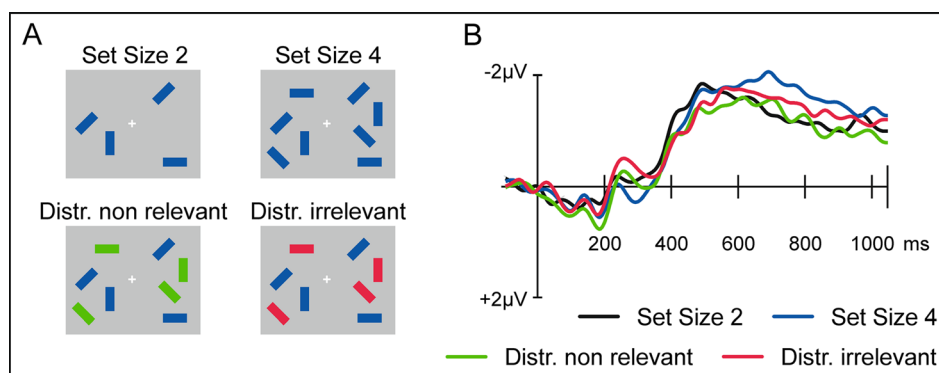 A
Set Size 2
Set Size 4
Distr. non relevant
Distr. irrelevant
B
-2µV
200
400
600
800
1000
ms
+2µV
Set Size 2
Set Size 4
Distr. non relevant
Distr. irrelevant